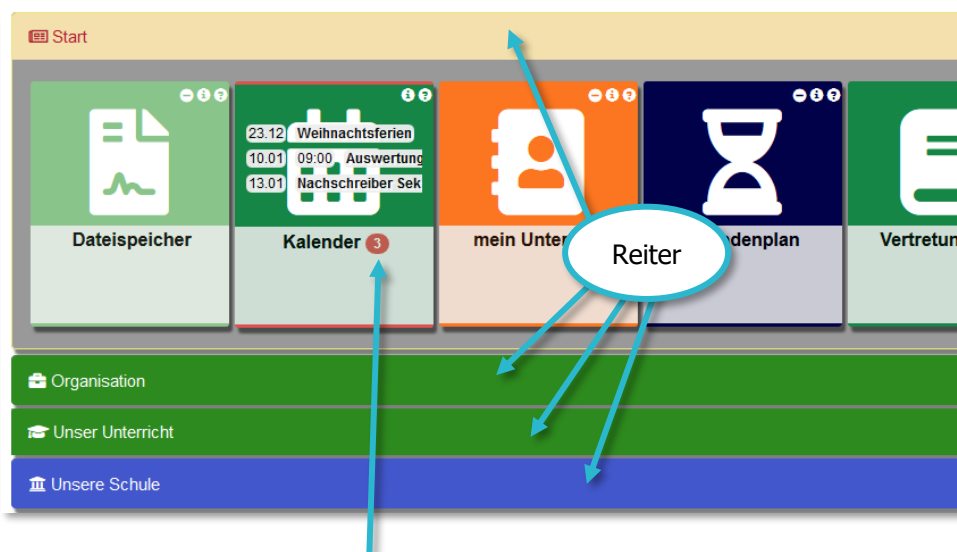 Start
23.12 Weihnachtsferien
10.01 09:00 Auswertung
13.01 Nachschreiber Sek
Dateispeicher
Kalender 3
mein Unter
denplan
Vertretun
Reiter
Organisation
Unser Unterricht
Unsere Schule